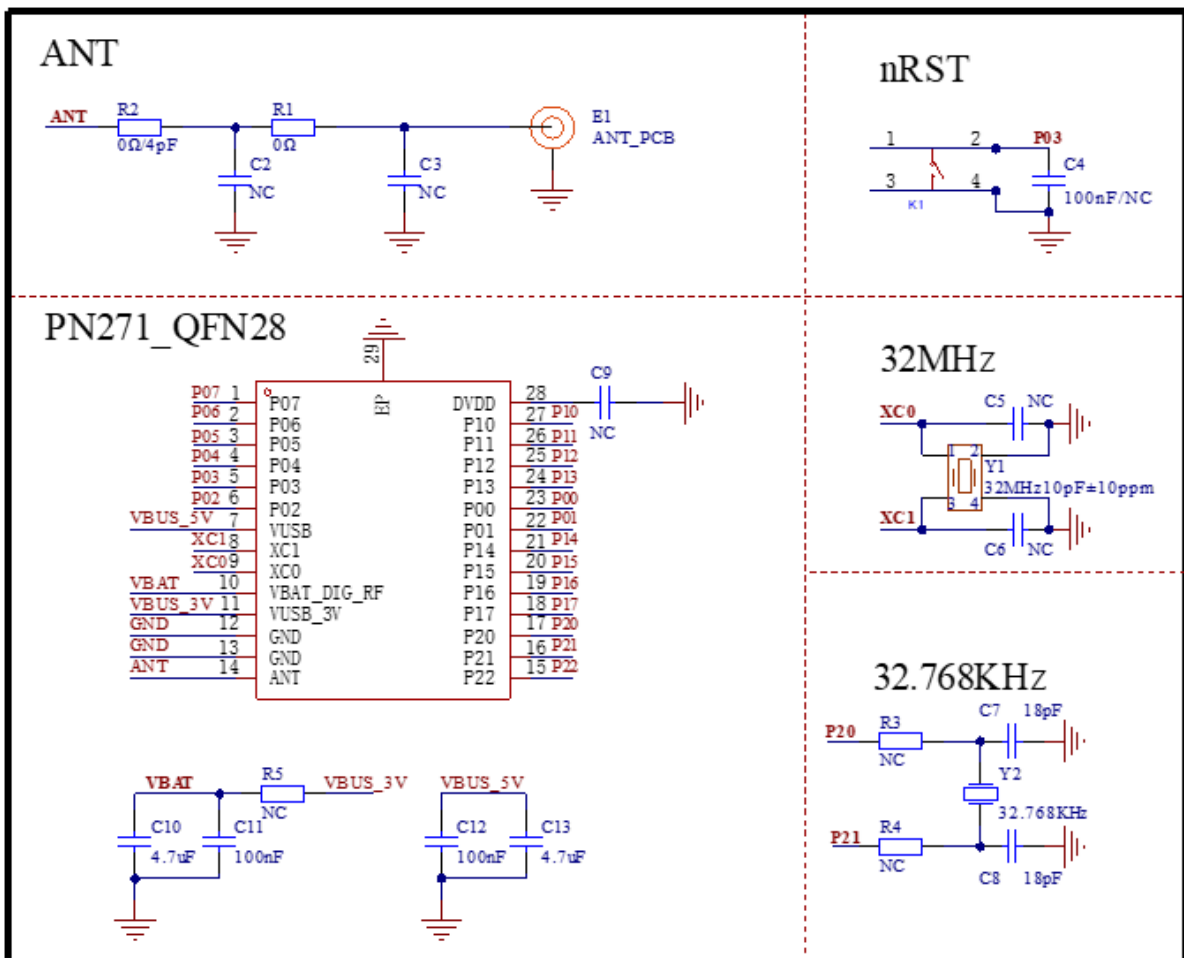 ANT
ANT
R2
0Ω/4pF
R1
0Ω
C2
NC
C3
NC
E1
ANT_PCB
nRST
1
2
P03
3
4
K1
C4
100nF/NC
PN271_QFN28
29
EP
P07 1 P07
P06 2 P06
P05 3 P05
P04 4 P04
P03 5 P03
P02 6 P02
VBUS_5V 7 VUSB
XC1 8 XC1
XC0 9 XC0
VBAT 10 VBAT_DIG_RF
VBUS_3V 11 VUSB_3V
GND 12 GND
GND 13 GND
ANT 14 ANT
DVDD 28
P10 27 P10
P11 26 P11
P12 25 P12
P13 24 P13
P00 23 P00
P01 22 P01
P14 21 P14
P15 20 P15
P16 19 P16
P17 18 P17
P20 17 P20
P21 16 P21
P22 15 P22
C9
NC
32MHz
XC0
C5 NC
1 2
Y1
32MHz10pF±10ppm
3 4
XC1
C6 NC
32.768KHz
P20
R3
NC
C7 18pF
Y2
32.768KHz
P21
R4
NC
C8 18pF
VBAT
R5
NC
VBUS_3V
C10
4.7uF
C11
100nF
VBUS_5V
C12
100nF
C13
4.7uF